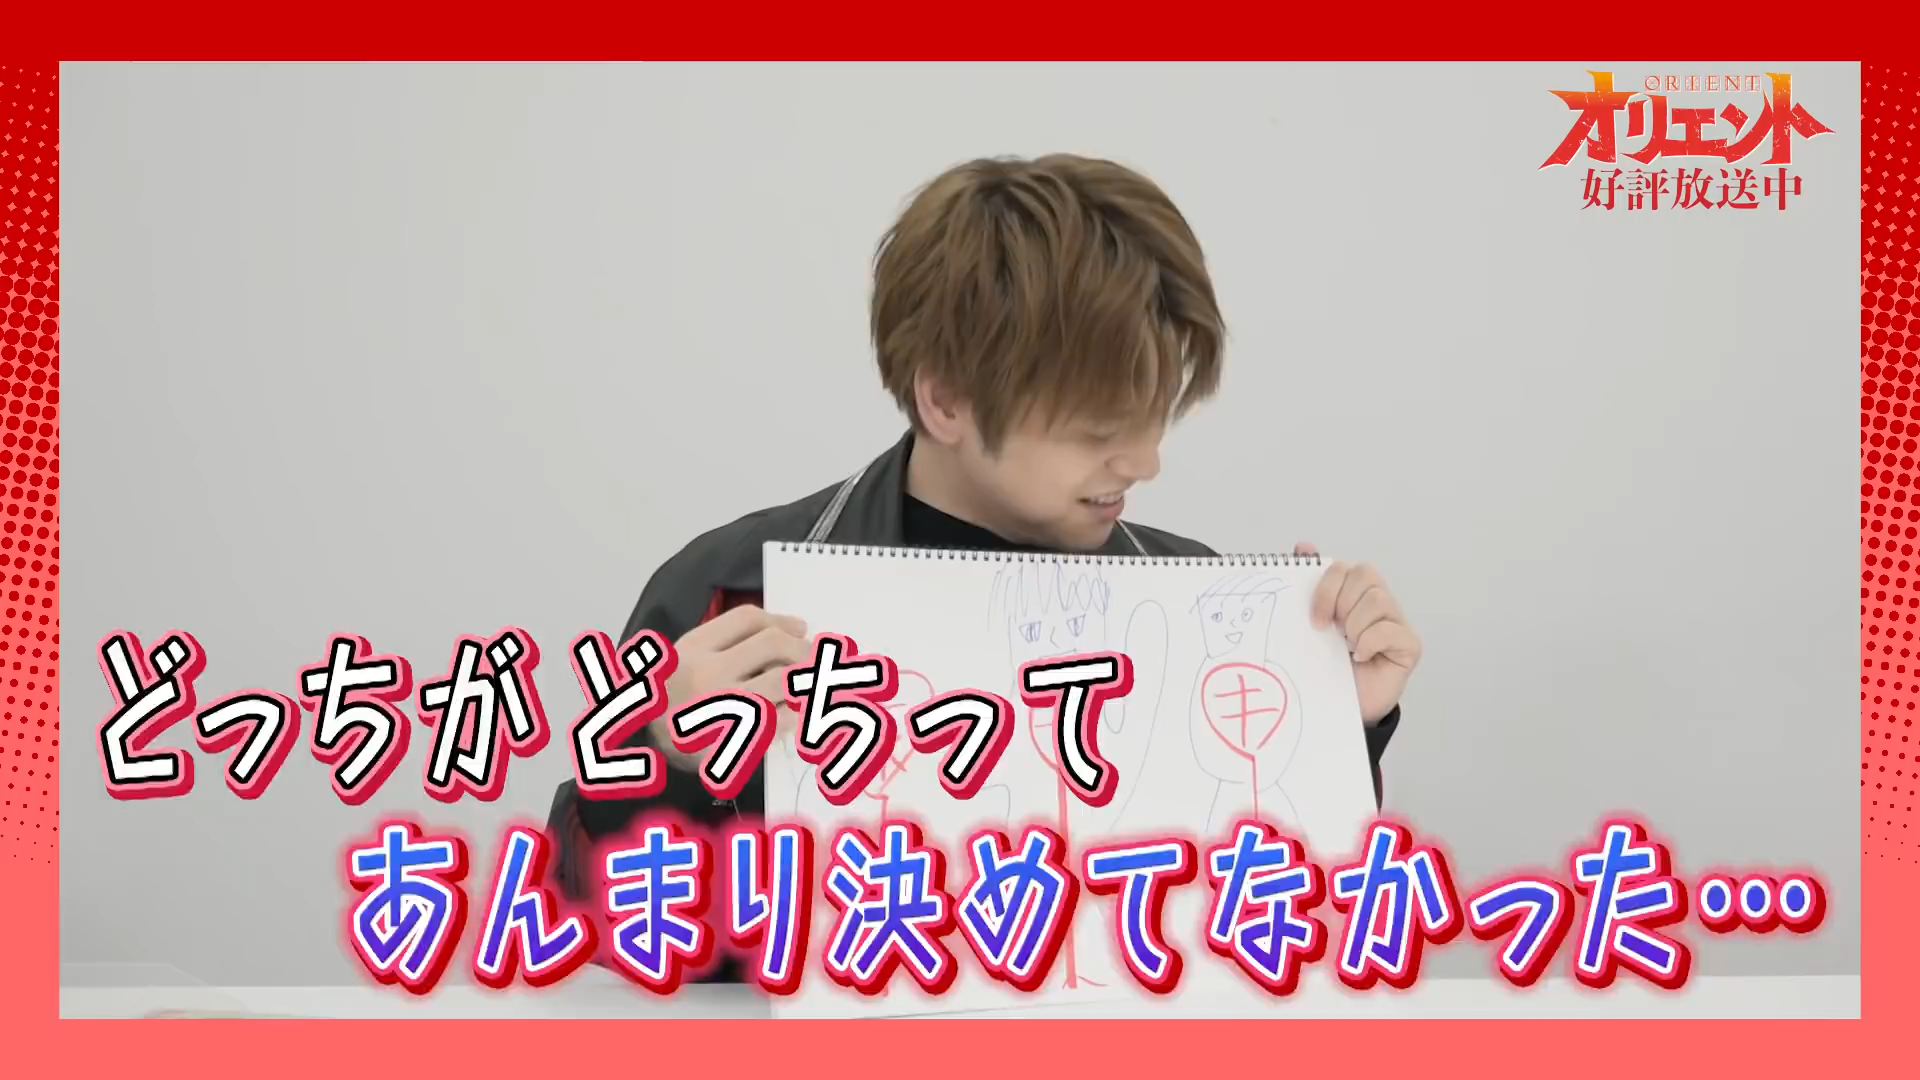 ORIENT
オリエント
好評放送中
キ
どっちがどっちって
あんまり決めてなかった…